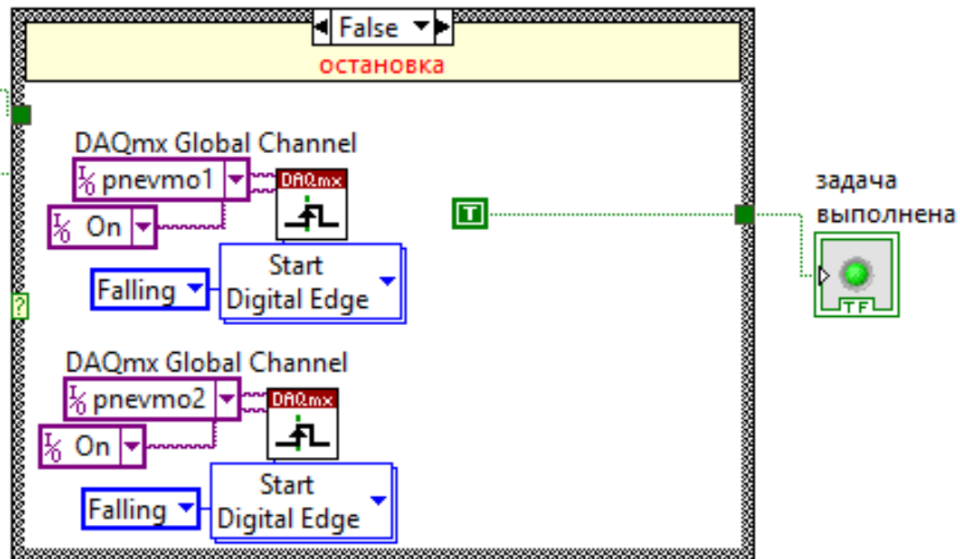 False
остановка
DAQmx Global Channel
I/O pnevmo1
DAQmx
I/O On
Start
Digital Edge
Falling
T
задача
выполнена
TF
?
DAQmx Global Channel
I/O pnevmo2
DAQmx
I/O On
Start
Digital Edge
Falling